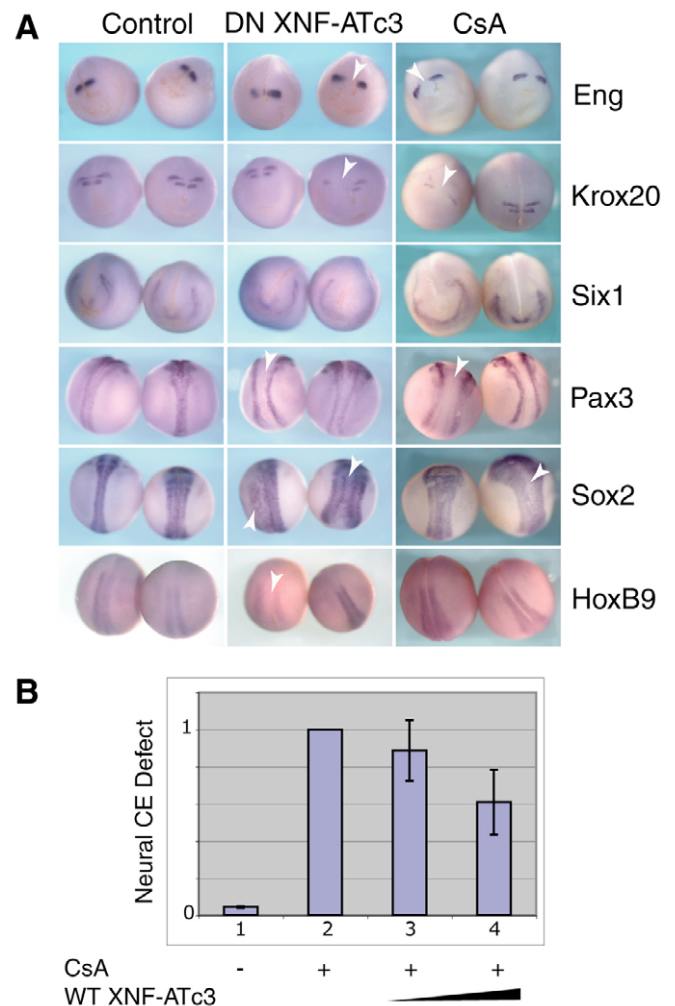 A
Control DN XNF-ATc3 CsA
Eng
Krox20
Six1
Pax3
Sox2
HoxB9
B
Neural CE Defect
1
0
1 2 3 4
CsA - + + +
WT XNF-ATc3